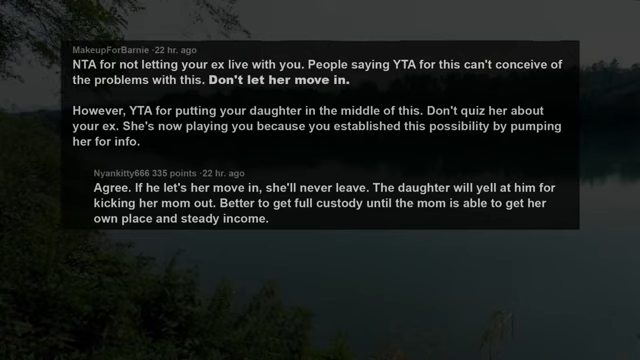 MakeupForBarnie ·22 hr. ago
NTA for not letting your ex live with you. People saying YTA for this can't conceive of
the problems with this. Don't let her move in.
However, YTA for putting your daughter in the middle of this. Don't quiz her about
your ex. She's now playing you because you established this possibility by pumping
her for info.
Nyankitty666 335 points ·22 hr. ago
Agree. If he let's her move in, she'll never leave. The daughter will yell at him for
kicking her mom out. Better to get full custody until the mom is able to get her
own place and steady income.